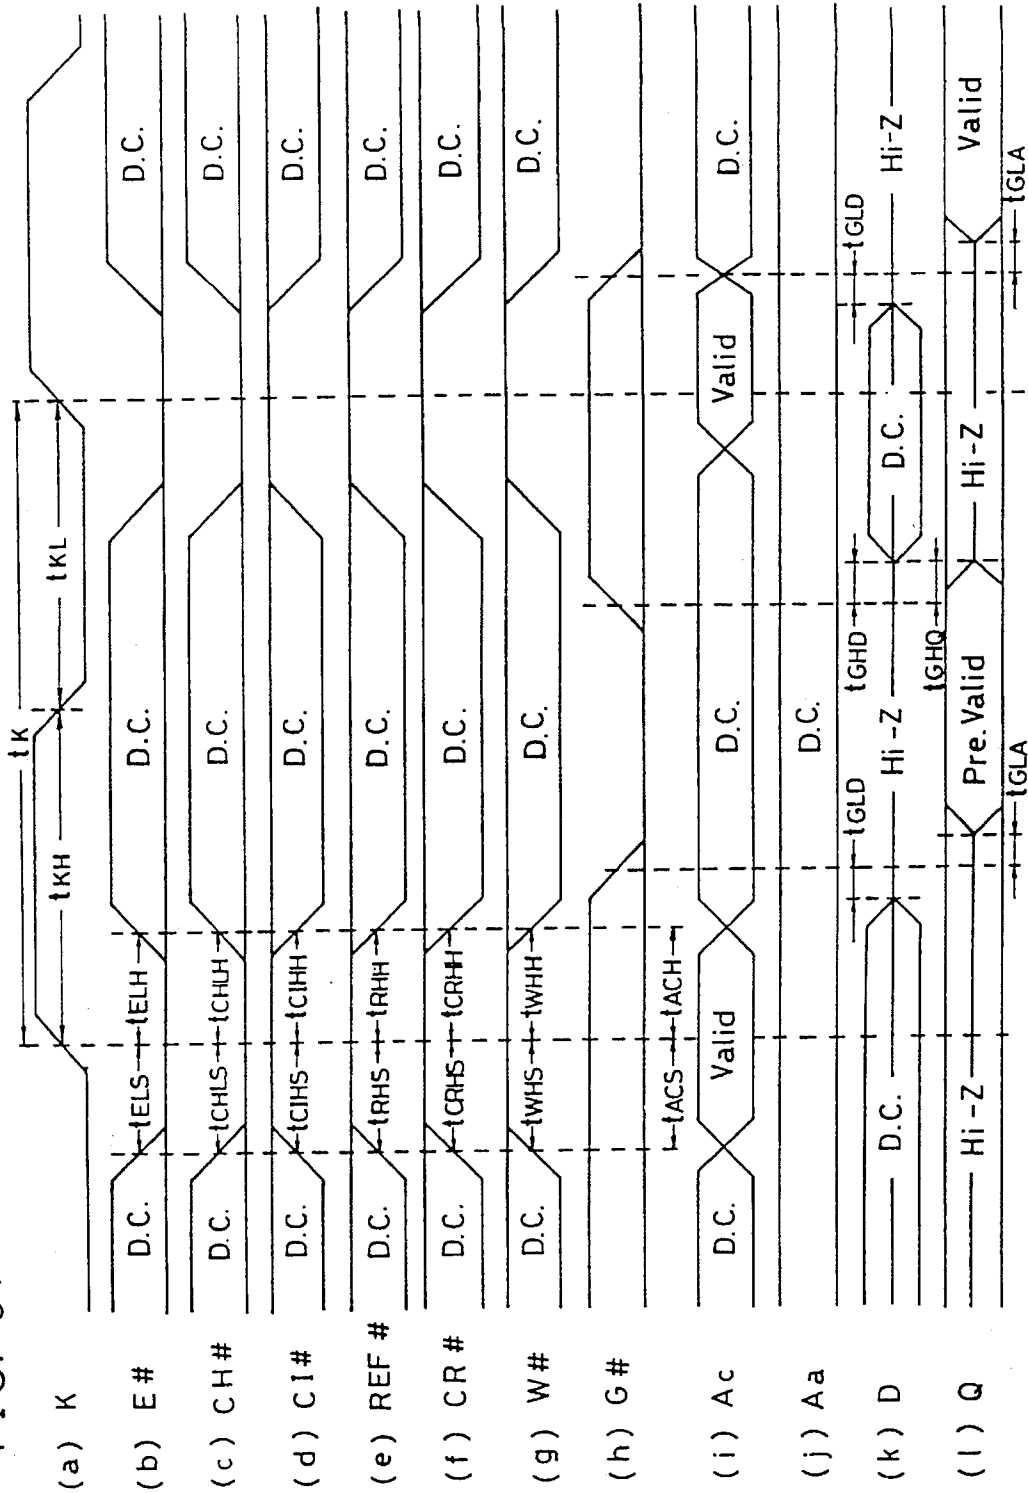 tK
tKH tKL
(a) K
(b) E# D.C. tELS tELH D.C. D.C.
(c) CH# D.C. tCHLS tCHLH D.C. D.C.
(d) CI# D.C. tCIHS tCIHH D.C. D.C.
(e) REF# D.C. tRHS tRHH D.C. D.C.
(f) CR# D.C. tCRHS tCRHH D.C. D.C.
(g) W# D.C. tWHS tWHH D.C. D.C.
(h) G#
tACS tACH
(i) Ac D.C. Valid D.C. Valid D.C.
(j) Aa D.C.
tGLD tGHD tGLD
(k) D D.C. Hi-Z D.C. Hi-Z
tGHQ
(l) Q Hi-Z Pre.Valid Hi-Z Valid
tGLA tGLA